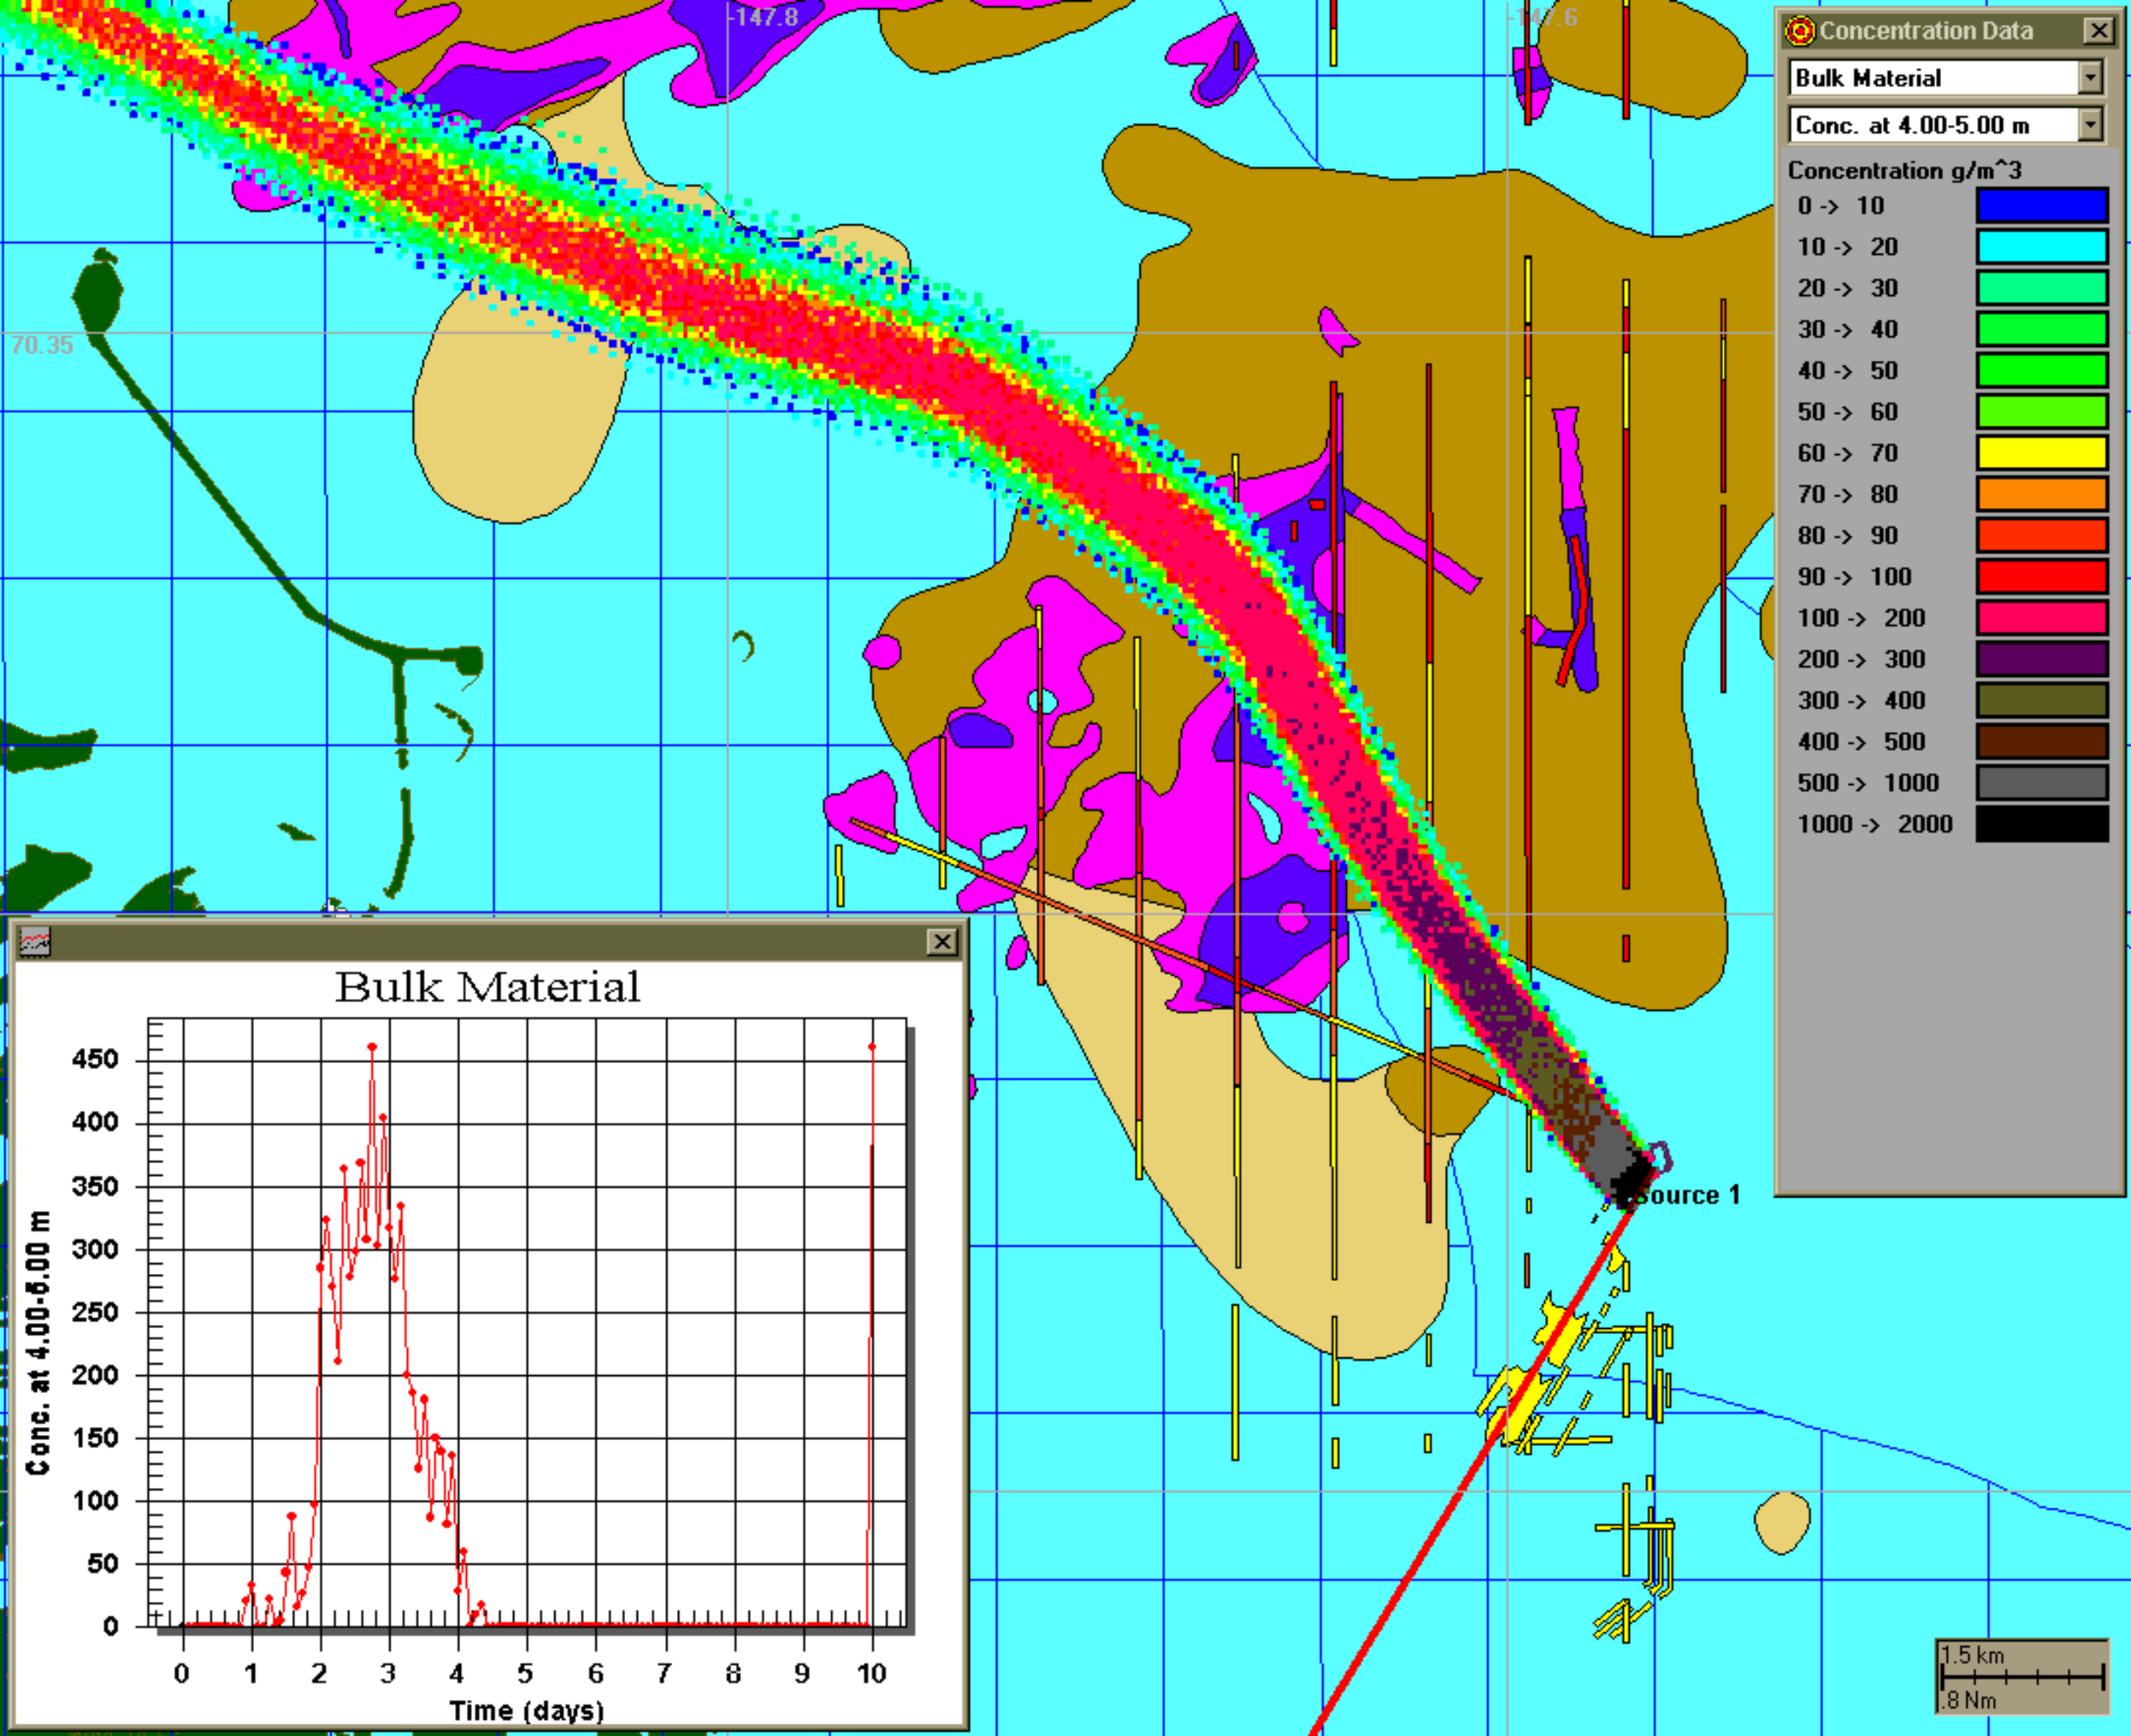 -147.8
-147.6
70.35
Concentration Data
Bulk Material
Conc. at 4.00-5.00 m
Concentration g/m^3
0 -> 10
10 -> 20
20 -> 30
30 -> 40
40 -> 50
50 -> 60
60 -> 70
70 -> 80
80 -> 90
90 -> 100
100 -> 200
200 -> 300
300 -> 400
400 -> 500
500 -> 1000
1000 -> 2000
Source 1
Bulk Material
Conc. at 4.00-5.00 m
450
400
350
300
250
200
150
100
50
0
0 1 2 3 4 5 6 7 8 9 10
Time (days)
1.5 km
.8 Nm